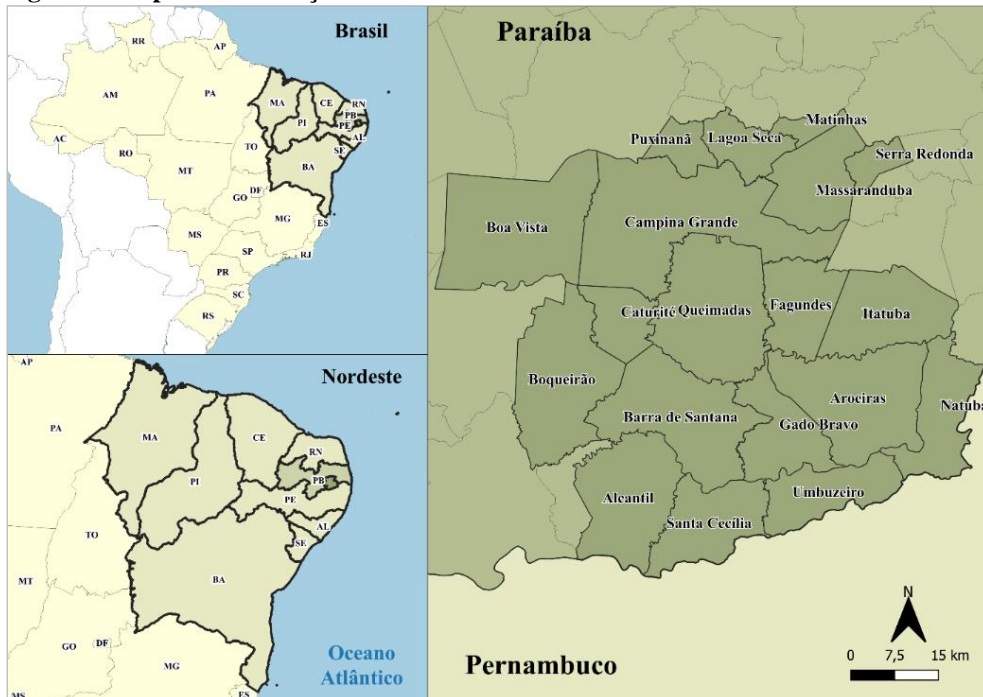 Brasil
RR
AP
AM
PA
MA
CE
RN
PB
PE
AL
PI
SE
AC
RO
TO
BA
MT
DF
GO
MG
ES
MS
SP
RJ
PR
SC
RS
Nordeste
AP
PA
MA
CE
RN
PB
PI
PE
AL
SE
TO
BA
MT
DF
GO
MG
ES
MS
Oceano
Atlântico
Paraíba
Matinhas
Puxinanã
Lagoa Seca
Serra Redonda
Massaranduba
Boa Vista
Campina Grande
Caturité
Queimadas
Fagundes
Itatuba
Boqueirão
Aroeiras
Natuba
Barra de Santana
Gado Bravo
Alcantil
Umbuzeiro
Santa Cecília
Pernambuco
N
0 7,5 15 km